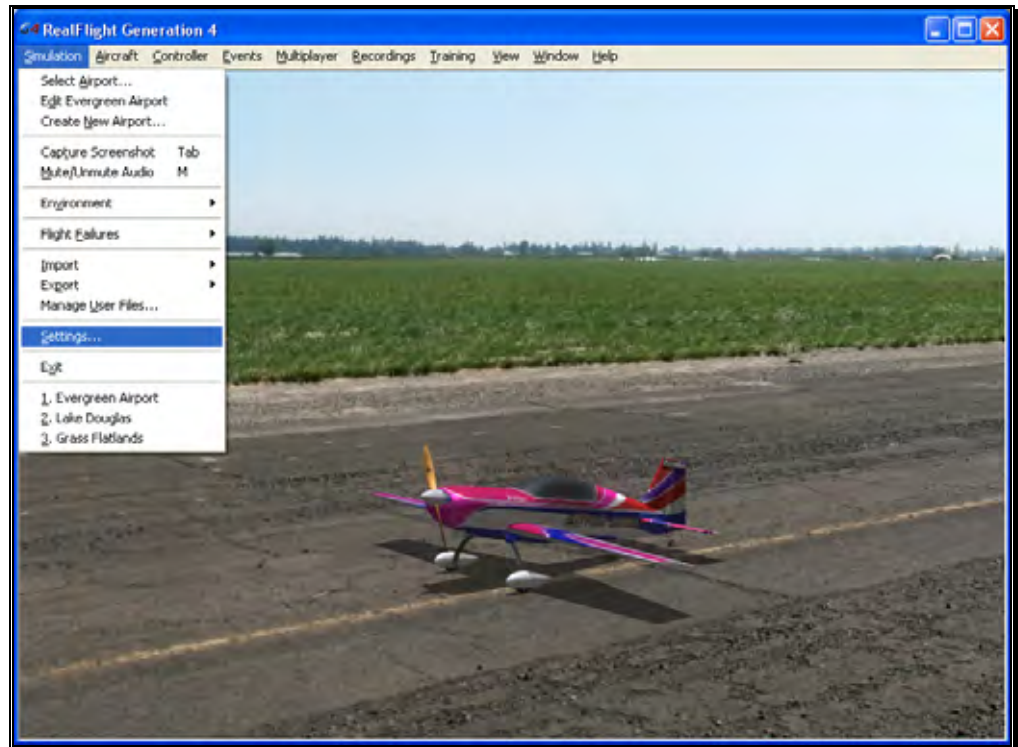 RealFlight Generation 4
Simulation Aircraft Controller Events Multiplayer Recordings Training View Window Help
Select Airport...
Edit Evergreen Airport
Create New Airport...
Capture Screenshot Tab
Mute/Unmute Audio M
Environment
Flight Failures
Import
Export
Manage User Files...
Settings...
Exit
1. Evergreen Airport
2. Lake Douglas
3. Grass Flatlands